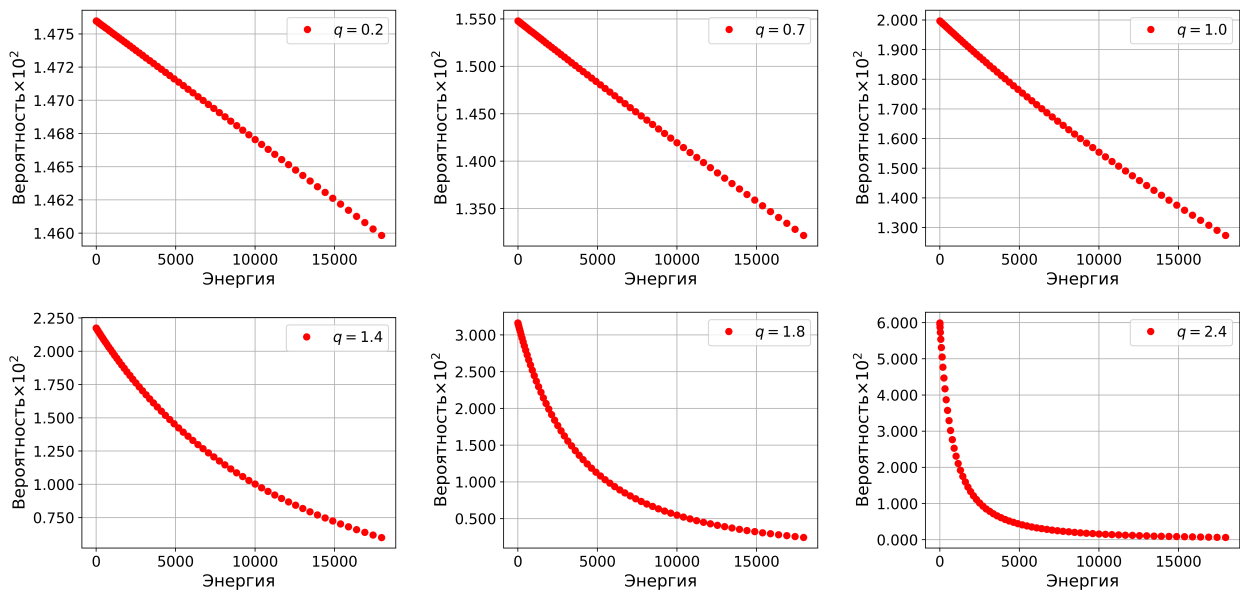 1.475
1.472
1.470
1.468
1.465
1.462
1.460
Вероятность×10²
0 5000 10000 15000
Энергия
q = 0.2
1.550
1.500
1.450
1.400
1.350
Вероятность×10²
0 5000 10000 15000
Энергия
q = 0.7
2.000
1.900
1.800
1.700
1.600
1.500
1.400
1.300
Вероятность×10²
0 5000 10000 15000
Энергия
q = 1.0
2.250
2.000
1.750
1.500
1.250
1.000
0.750
Вероятность×10²
0 5000 10000 15000
Энергия
q = 1.4
3.000
2.500
2.000
1.500
1.000
0.500
Вероятность×10²
0 5000 10000 15000
Энергия
q = 1.8
6.000
5.000
4.000
3.000
2.000
1.000
0.000
Вероятность×10²
0 5000 10000 15000
Энергия
q = 2.4